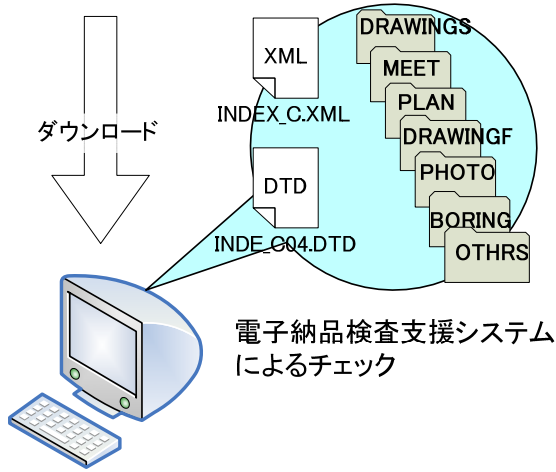 ダウンロード
XML
INDEX_C.XML
DTD
INDE_C04.DTD
DRAWINGS
MEET
PLAN
DRAWINGF
PHOTO
BORING
OTHRS
電子納品検査支援システム
によるチェック